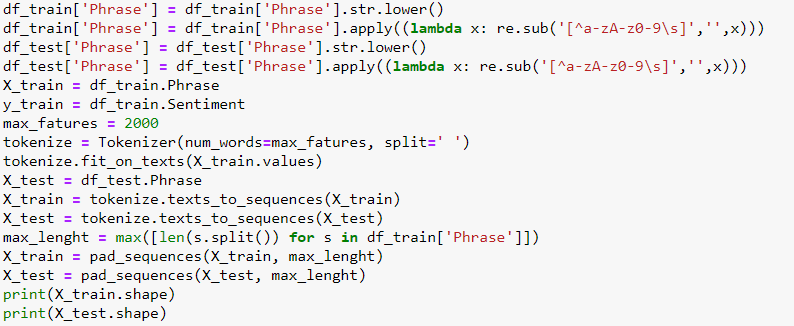 df_train['Phrase'] = df_train['Phrase'].str.lower()
df_train['Phrase'] = df_train['Phrase'].apply((lambda x: re.sub('[^a-zA-z0-9\s]','',x)))
df_test['Phrase'] = df_test['Phrase'].str.lower()
df_test['Phrase'] = df_test['Phrase'].apply((lambda x: re.sub('[^a-zA-z0-9\s]','',x)))
X_train = df_train.Phrase
y_train = df_train.Sentiment
max_fatures = 2000
tokenize = Tokenizer(num_words=max_fatures, split=' ')
tokenize.fit_on_texts(X_train.values)
X_test = df_test.Phrase
X_train = tokenize.texts_to_sequences(X_train)
X_test = tokenize.texts_to_sequences(X_test)
max_lenght = max([len(s.split()) for s in df_train['Phrase']])
X_train = pad_sequences(X_train, max_lenght)
X_test = pad_sequences(X_test, max_lenght)
print(X_train.shape)
print(X_test.shape)